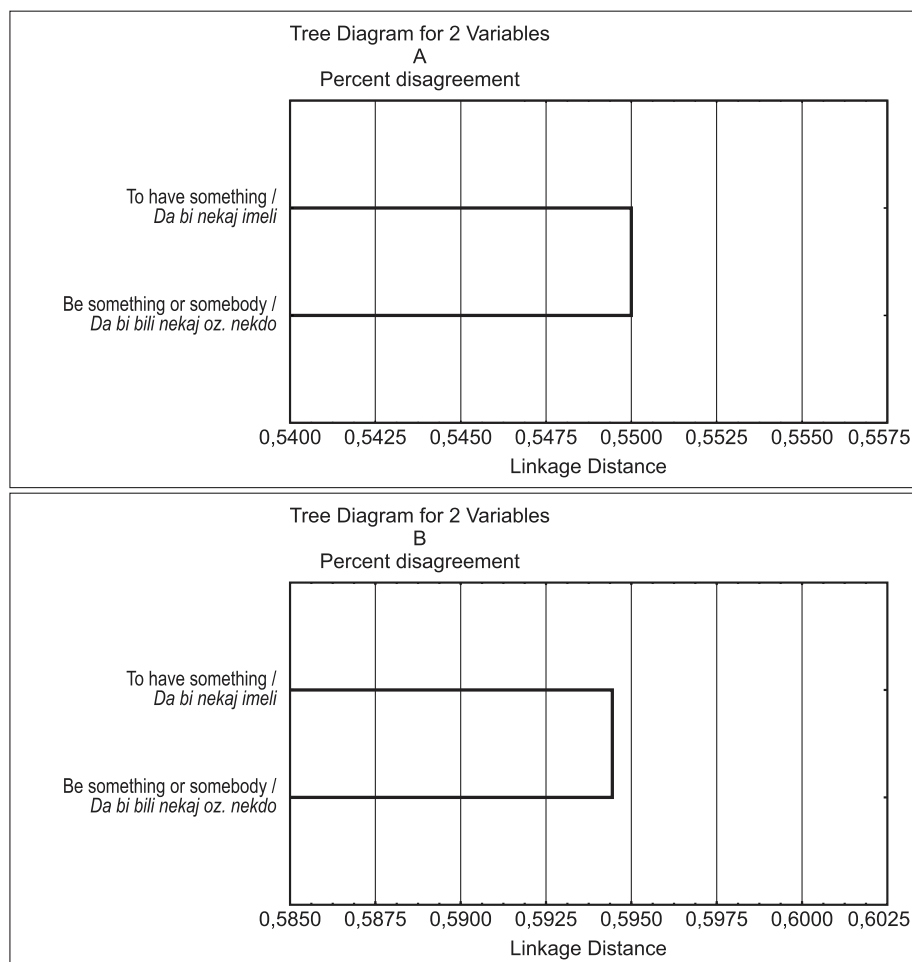 Tree Diagram for 2 Variables
A
Percent disagreement
To have something /
Da bi nekaj imeli
Be something or somebody /
Da bi bili nekaj oz. nekdo
0,5400 0,5425 0,5450 0,5475 0,5500 0,5525 0,5550 0,5575
Linkage Distance
Tree Diagram for 2 Variables
B
Percent disagreement
To have something /
Da bi nekaj imeli
Be something or somebody /
Da bi bili nekaj oz. nekdo
0,5850 0,5875 0,5900 0,5925 0,5950 0,5975 0,6000 0,6025
Linkage Distance